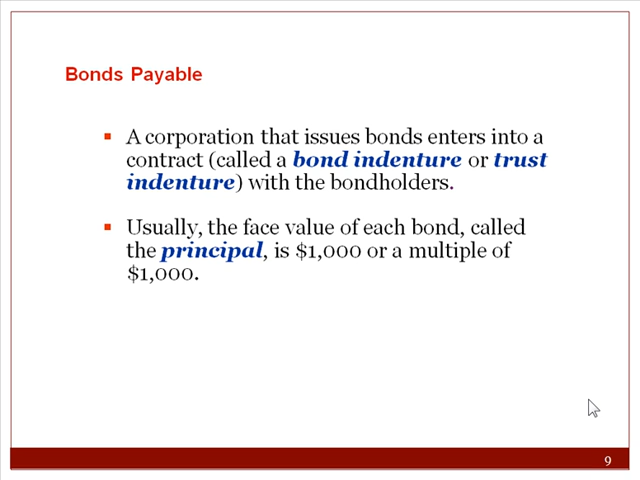 Bonds Payable
A corporation that issues bonds enters into a
contract (called a bond indenture or trust
indenture) with the bondholders.
Usually, the face value of each bond, called
the principal, is $1,000 or a multiple of
$1,000.
9